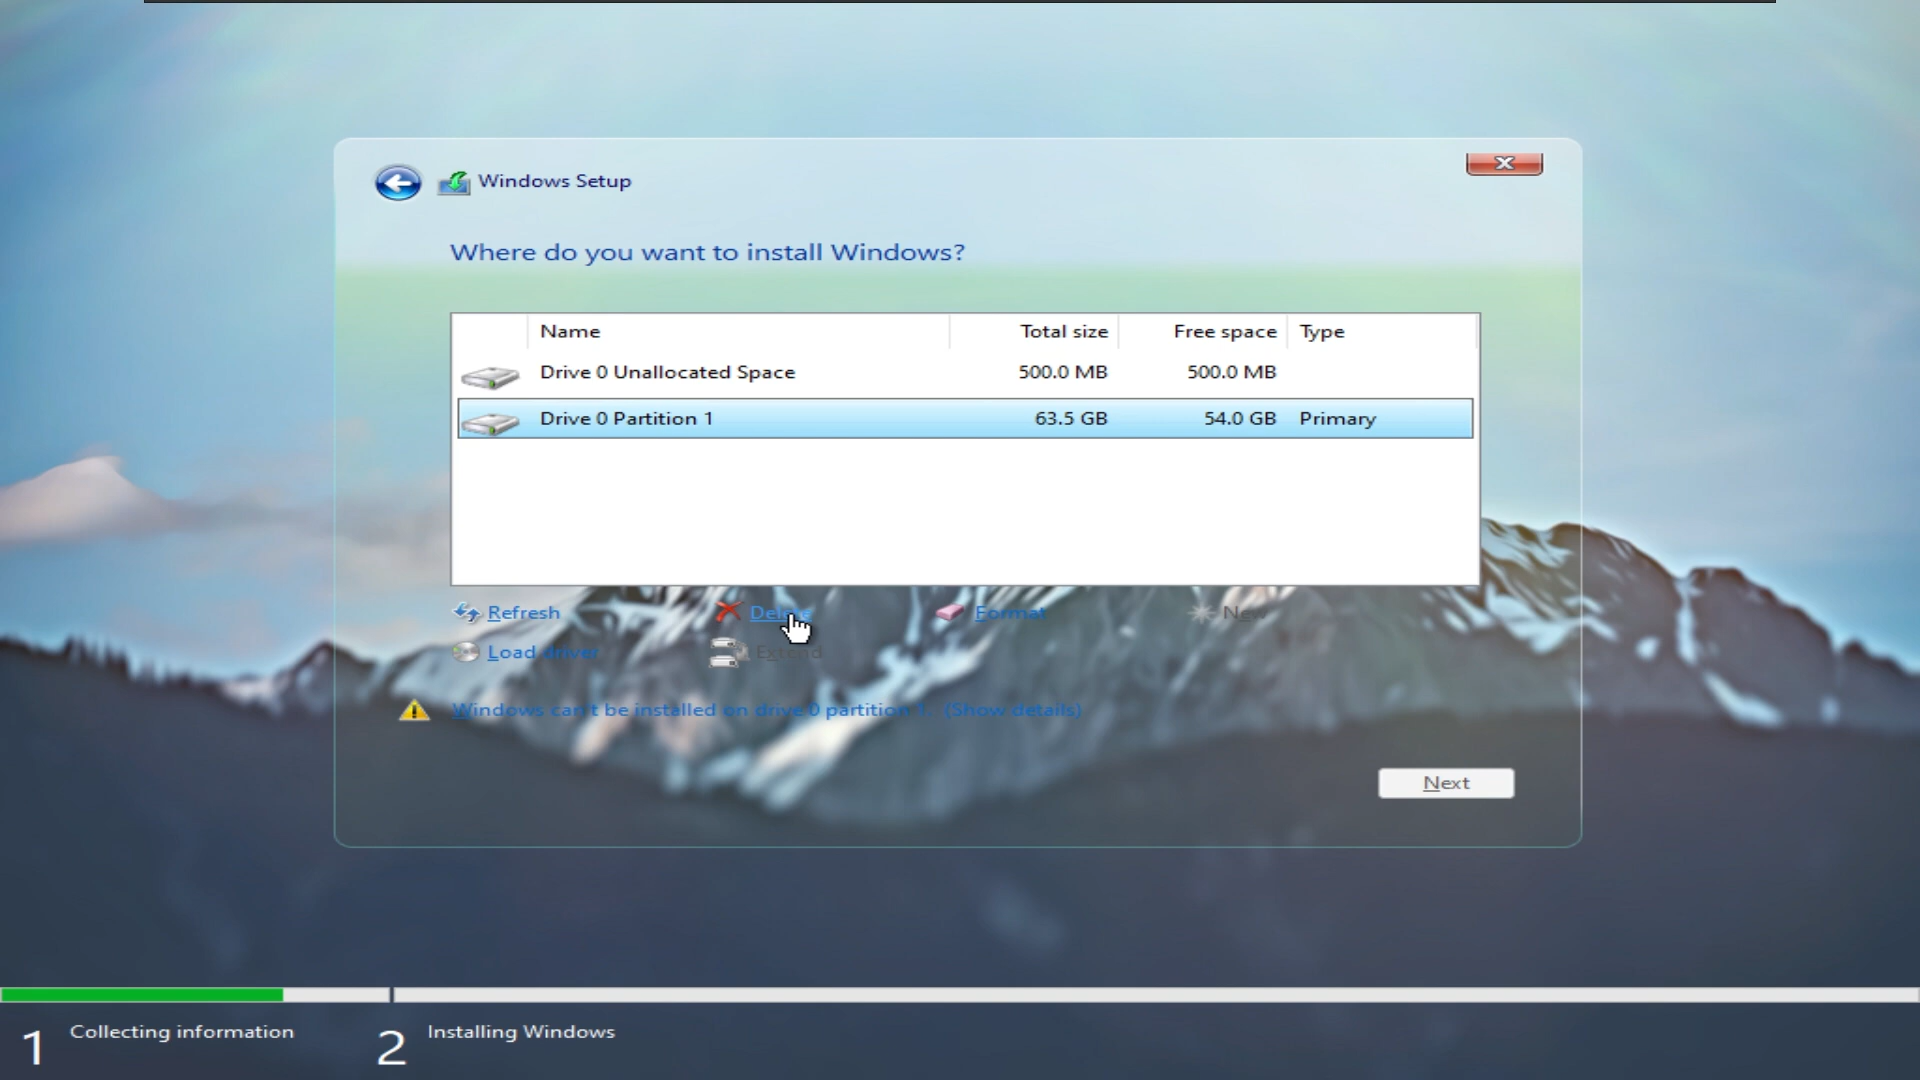 Windows Setup
Where do you want to install Windows?
Name Total size Free space Type
Drive 0 Unallocated Space 500.0 MB 500.0 MB
Drive 0 Partition 1 63.5 GB 54.0 GB Primary
Refresh Delete Format New
Load driver Extend
Windows can't be installed on drive 0 partition 1. (Show details)
Next
1 Collecting information 2 Installing Windows